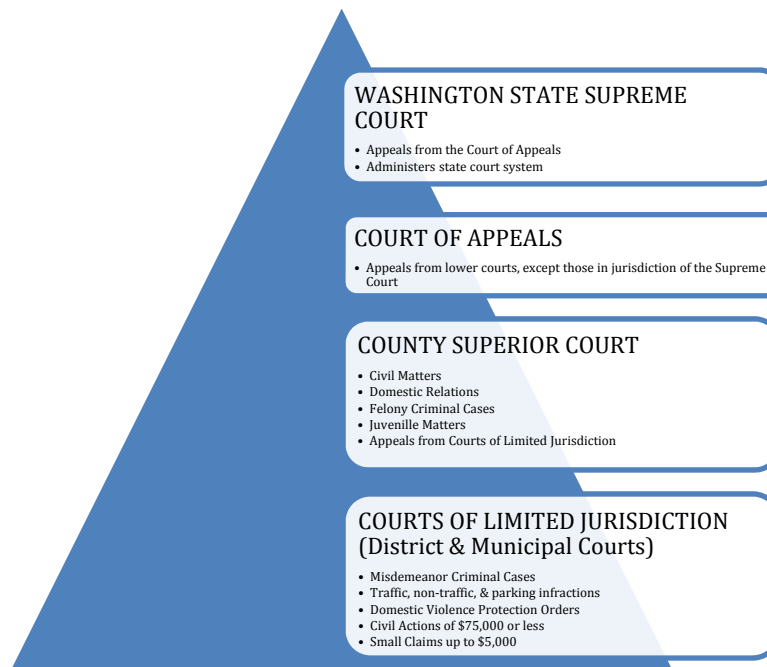 WASHINGTON STATE SUPREME
COURT
• Appeals from the Court of Appeals
• Administers state court system
COURT OF APPEALS
• Appeals from lower courts, except those in jurisdiction of the Supreme
Court
COUNTY SUPERIOR COURT
• Civil Matters
• Domestic Relations
• Felony Criminal Cases
• Juvenille Matters
• Appeals from Courts of Limited Jurisdiction
COURTS OF LIMITED JURISDICTION
(District & Municipal Courts)
• Misdemeanor Criminal Cases
• Traffic, non-traffic, & parking infractions
• Domestic Violence Protection Orders
• Civil Actions of $75,000 or less
• Small Claims up to $5,000